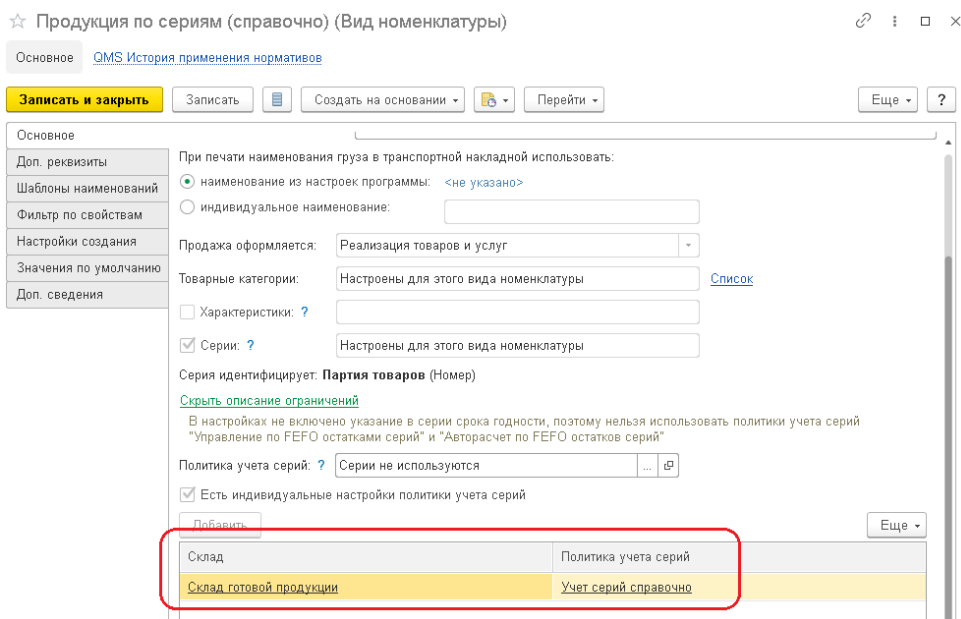 Продукция по сериям (справочно) (Вид номенклатуры)
Основное QMS История применения нормативов
Записать и закрыть Записать Создать на основании Перейти Еще ?
Основное
Доп. реквизиты
Шаблоны наименований
Фильтр по свойствам
Настройки создания
Значения по умолчанию
Доп. сведения
При печати наименования груза в транспортной накладной использовать:
наименование из настроек программы: <не указано>
индивидуальное наименование:
Продажа оформляется: Реализация товаров и услуг
Товарные категории: Настроены для этого вида номенклатуры Список
Характеристики: ?
Серии: ? Настроены для этого вида номенклатуры
Серия идентифицирует: Партия товаров (Номер)
Скрыть описание ограничений
В настройках не включено указание в серии срока годности, поэтому нельзя использовать политики учета серий
"Управление по FEFO остатками серий" и "Авторасчет по FEFO остатков серий"
Политика учета серий: ? Серии не используются ...
Есть индивидуальные настройки политики учета серий
Добавить Еще
Склад Политика учета серий
Склад готовой продукции Учет серий справочно